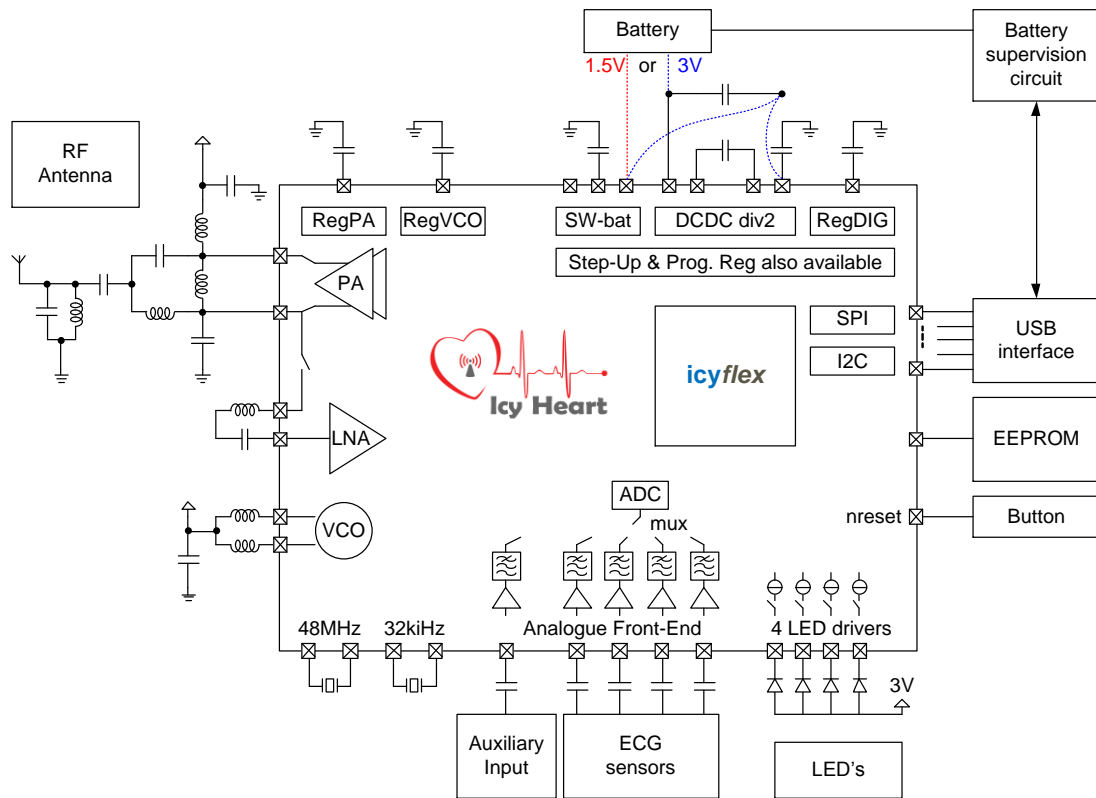 Battery
1.5V or 3V
Battery
supervision
circuit
RF
Antenna
RegPA
RegVCO
SW-bat
DCDC div2
RegDIG
Step-Up & Prog. Reg also available
PA
SPI
I2C
USB
interface
icyflex
Icy Heart
LNA
EEPROM
ADC
mux
nreset
Button
VCO
48MHz
32kiHz
Analogue Front-End
4 LED drivers
3V
Auxiliary
Input
ECG
sensors
LED's